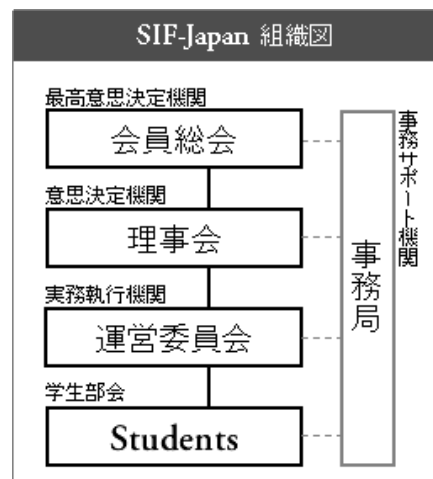 SIF-Japan 組織図
最高意思決定機関
会員総会
意思決定機関
理事会
実務執行機関
運営委員会
学生部会
Students
事務局
事務サポート機関